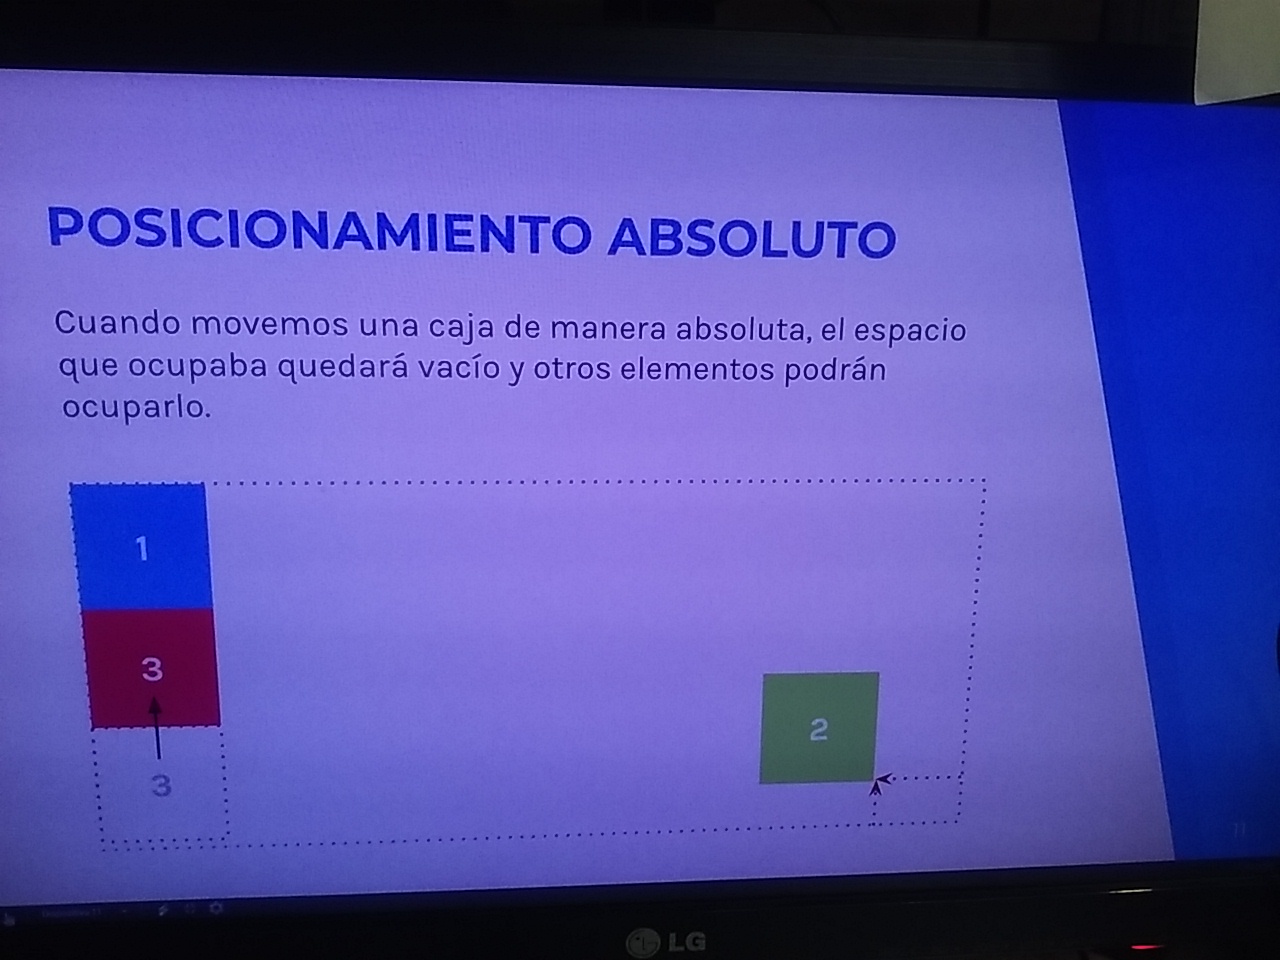 POSICIONAMIENTO ABSOLUTO
Cuando movemos una caja de manera absoluta, el espacio
que ocupaba quedará vacío y otros elementos podrán
ocuparlo.
1
3
2
3
11
LG